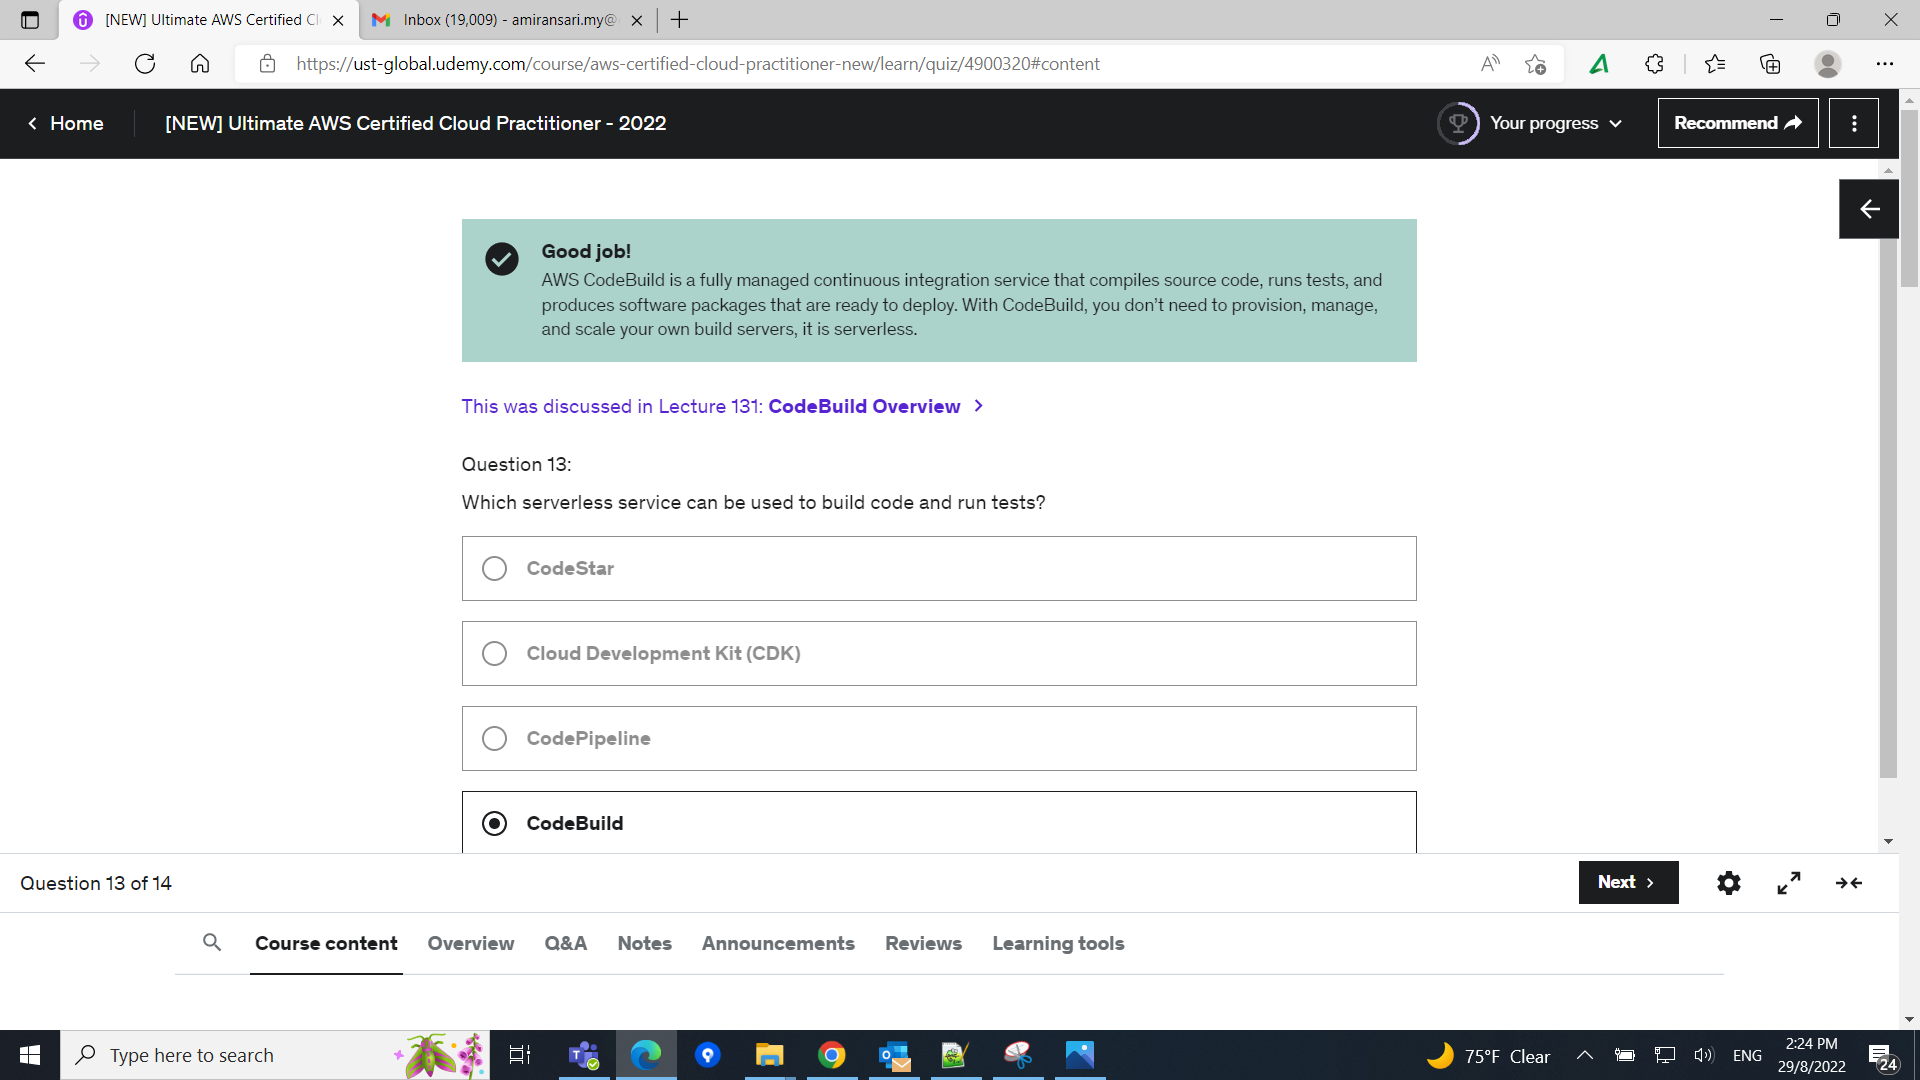 [NEW] Ultimate AWS Certified Cl
Inbox (19,009) - amiransari.my@
https://ust-global.udemy.com/course/aws-certified-cloud-practitioner-new/learn/quiz/4900320#content
Home
[NEW] Ultimate AWS Certified Cloud Practitioner - 2022
Your progress
Recommend
Good job!
AWS CodeBuild is a fully managed continuous integration service that compiles source code, runs tests, and
produces software packages that are ready to deploy. With CodeBuild, you don't need to provision, manage,
and scale your own build servers, it is serverless.
This was discussed in Lecture 131: CodeBuild Overview
Question 13:
Which serverless service can be used to build code and run tests?
CodeStar
Cloud Development Kit (CDK)
CodePipeline
CodeBuild
Question 13 of 14
Next
Course content
Overview
Q&A
Notes
Announcements
Reviews
Learning tools
Type here to search
75°F Clear
ENG
2:24 PM
29/8/2022
24